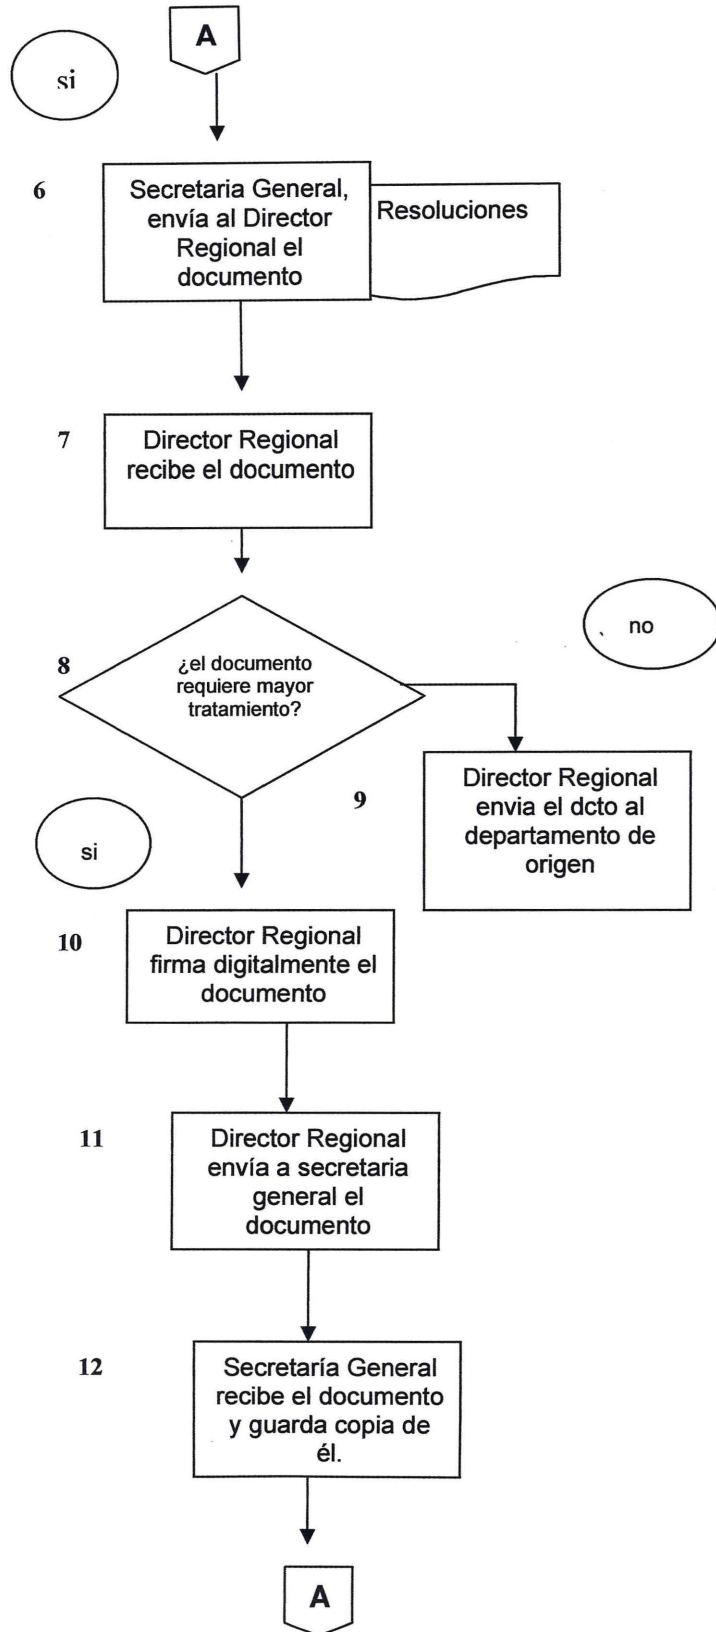 A
si
6
Secretaria General,
envía al Director
Regional el
documento
Resoluciones
7
Director Regional
recibe el documento
8
¿el documento
requiere mayor
tratamiento?
no
9
Director Regional
envia el dcto al
departamento de
origen
si
10
Director Regional
firma digitalmente el
documento
11
Director Regional
envía a secretaria
general el
documento
12
Secretaría General
recibe el documento
y guarda copia de
él.
A